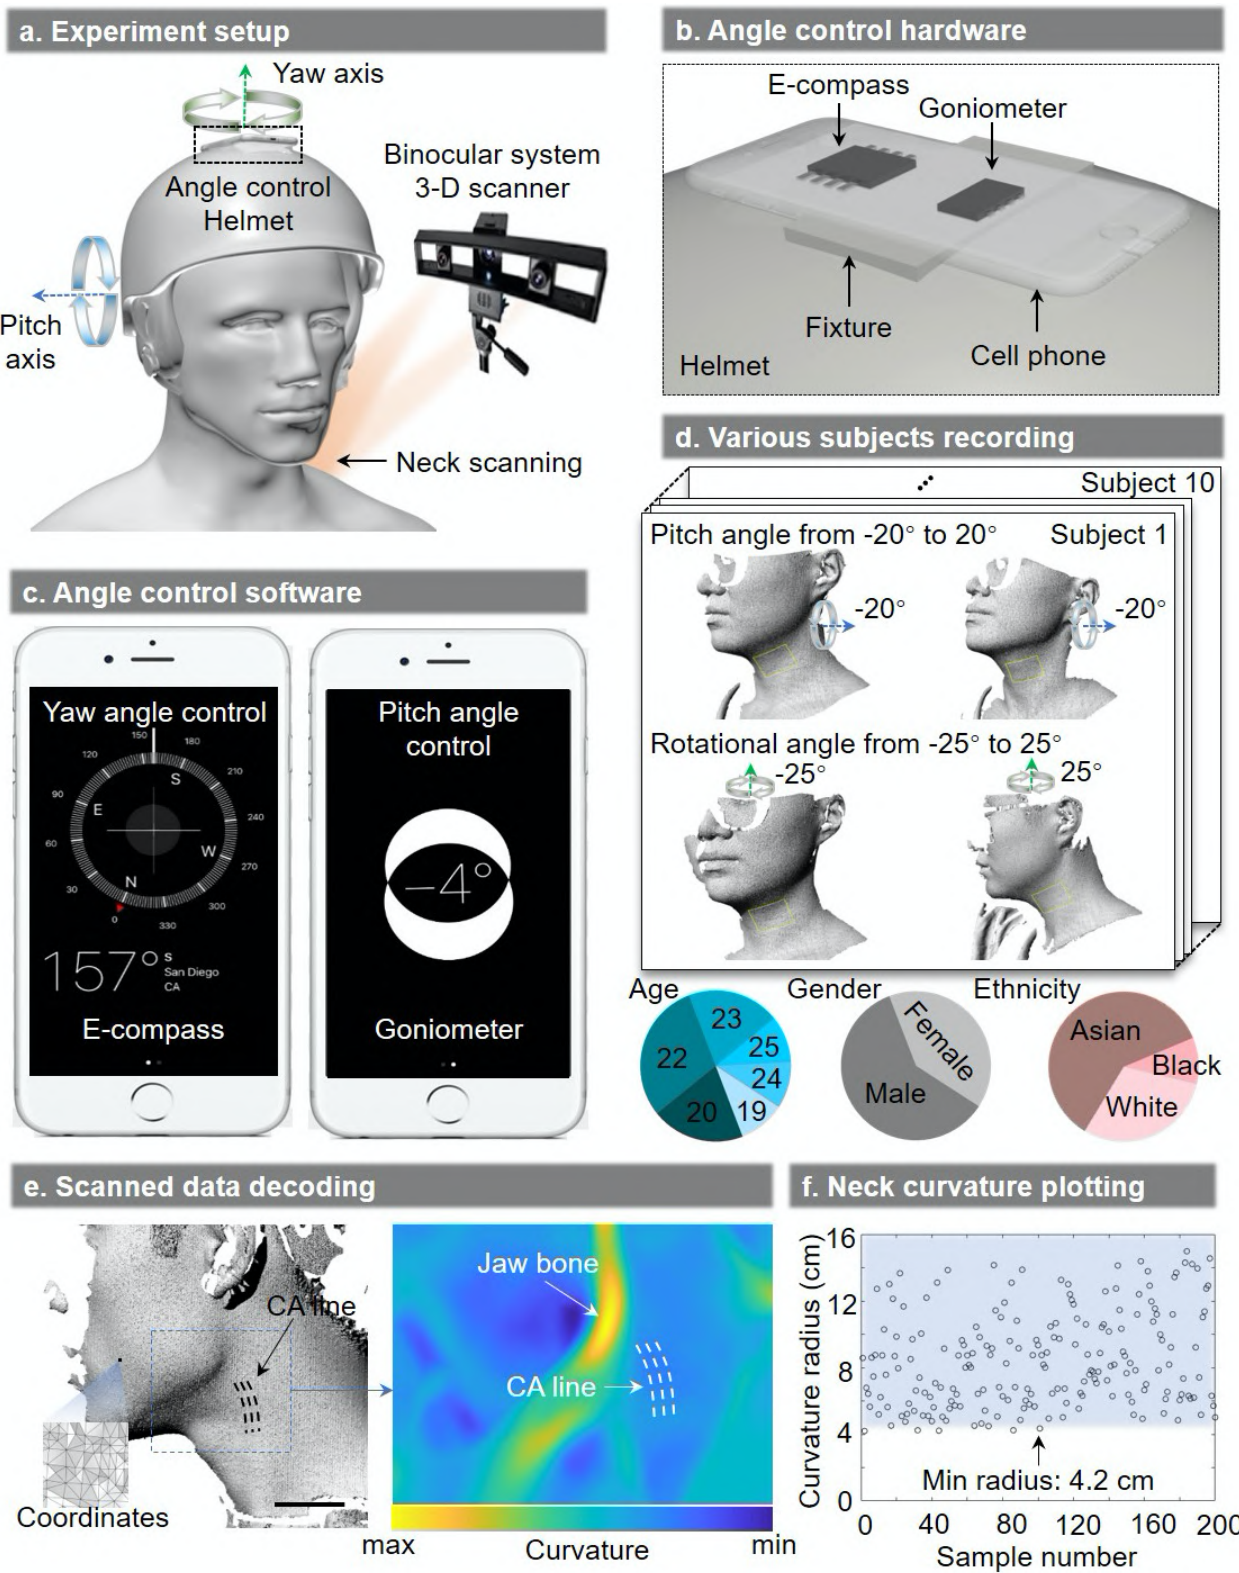 a. Experiment setup
Yaw axis
Angle control
Helmet
Binocular system
3-D scanner
Pitch
axis
Neck scanning
b. Angle control hardware
E-compass
Goniometer
Fixture
Cell phone
Helmet
c. Angle control software
Yaw angle control
150
180
120
210
90
240
60
270
30
300
0
330
S
E
W
N
157°
S
San Diego
CA
E-compass
Pitch angle
control
–4°
Goniometer
d. Various subjects recording
Subject 10
Pitch angle from -20° to 20°
Subject 1
-20°
-20°
Rotational angle from -25° to 25°
-25°
25°
Age
23
25
24
19
20
22
Gender
Female
Male
Ethnicity
Asian
Black
White
e. Scanned data decoding
CA line
Coordinates
Jaw bone
CA line
max
Curvature
min
f. Neck curvature plotting
Curvature radius (cm)
16
12
8
4
0
Min radius: 4.2 cm
0 40 80 120 160 200
Sample number